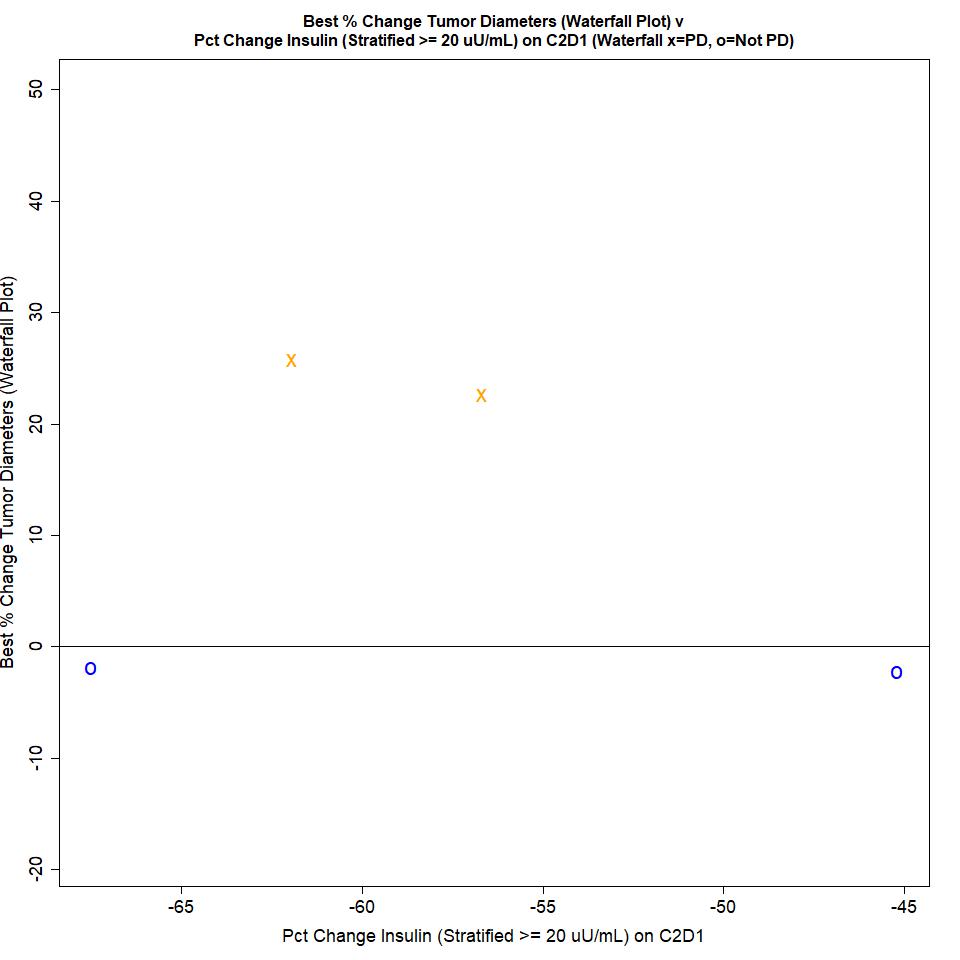 Best % Change Tumor Diameters (Waterfall Plot) v
Pct Change Insulin (Stratified >= 20 uU/mL) on C2D1 (Waterfall x=PD, o=Not PD)
Best % Change Tumor Diameters (Waterfall Plot)
50
40
30
20
10
0
-10
-20
x
x
o
o
-65
-60
-55
-50
-45
Pct Change Insulin (Stratified >= 20 uU/mL) on C2D1